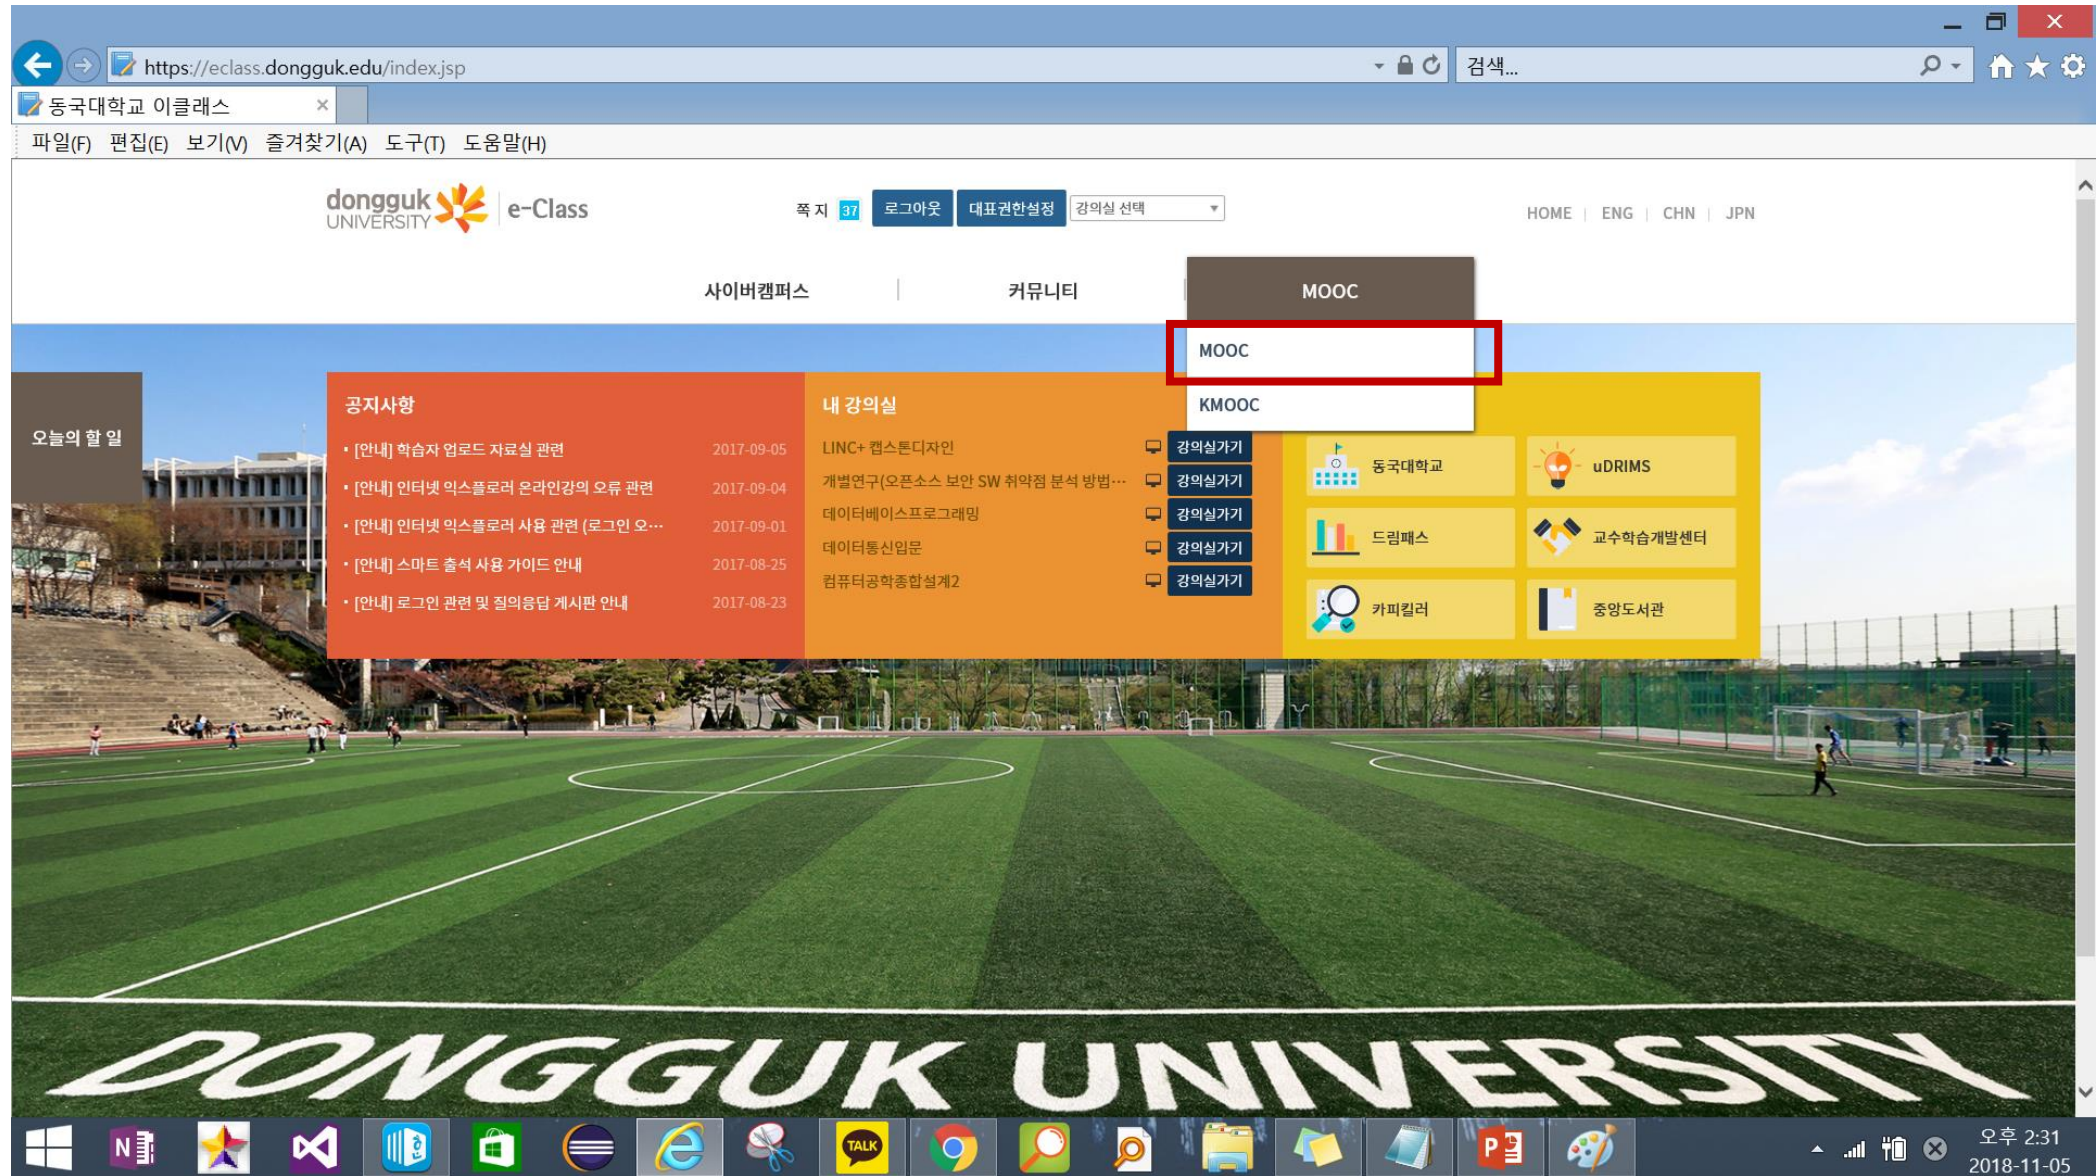 https://eclass.dongguk.edu/index.jsp
검색...
동국대학교 이클래스
파일(F) 편집(E) 보기(V) 즐겨찾기(A) 도구(T) 도움말(H)
dongguk
UNIVERSITY
e-Class
쪽지 37 로그아웃 대표권한설정 강의실 선택
HOME | ENG | CHN | JPN
사이버캠퍼스 | 커뮤니티 | MOOC
MOOC
KMOOC
오늘의 할 일
공지사항
• [안내] 학습자 업로드 자료실 관련 2017-09-05
• [안내] 인터넷 익스플로러 온라인강의 오류 관련 2017-09-04
• [안내] 인터넷 익스플로러 사용 관련 (로그인 오… 2017-09-01
• [안내] 스마트 출석 사용 가이드 안내 2017-08-25
• [안내] 로그인 관련 및 질의응답 게시판 안내 2017-08-23
내 강의실
LINC+ 캡스톤디자인 강의실가기
개별연구(오픈소스 보안 SW 취약점 분석 방법… 강의실가기
데이터베이스프로그래밍 강의실가기
데이터통신입문 강의실가기
컴퓨터공학종합설계2 강의실가기
동국대학교
uDRIMS
드림패스
교수학습개발센터
카피킬러
중앙도서관
DONGGUK UNIVERSITY
N
TALK
P
오후 2:31
2018-11-05